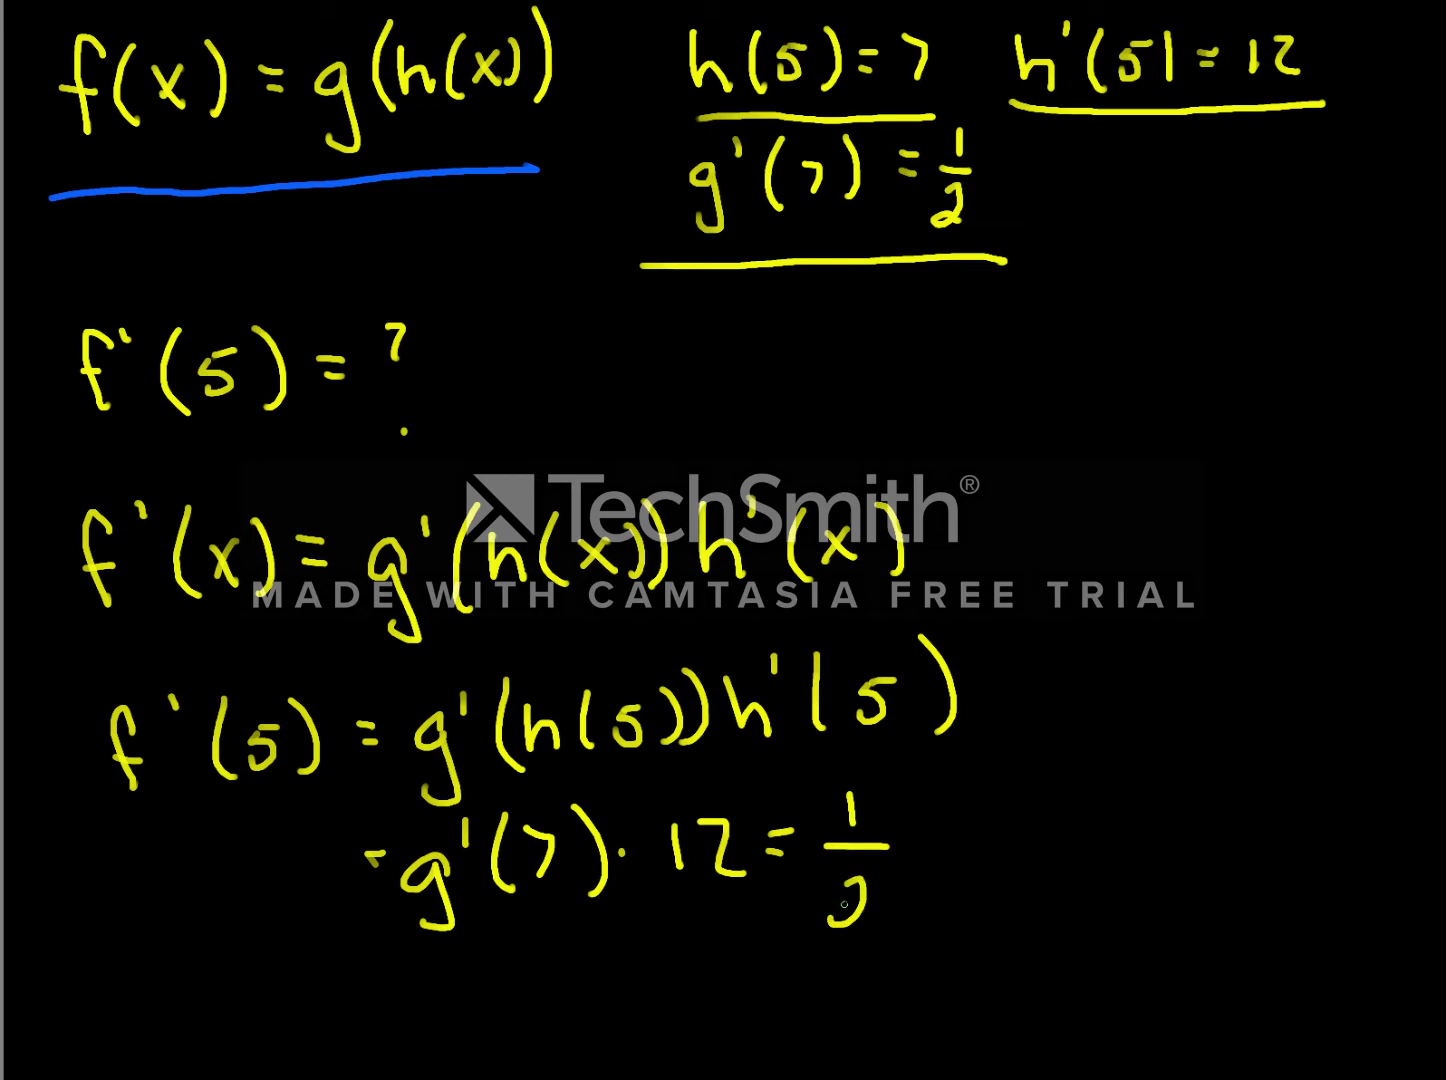 f(x) = g(h(x)) h(5) = 7 h'(5) = 12
g'(7) = 1/2
f'(5) = ?
TechSmith®
f'(x) = g'(h(x)) h'(x)
MADE WITH CAMTASIA FREE TRIAL
f'(5) = g'(h(5)) h'(5)
= g'(7) · 12 = 1/